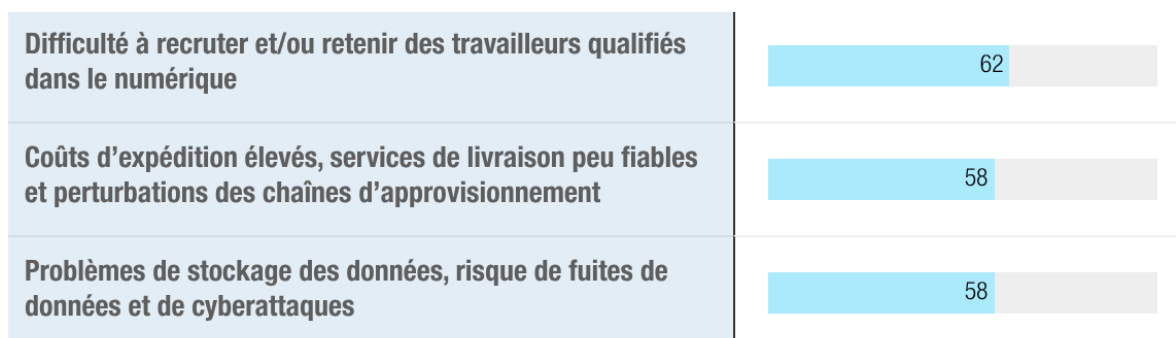 Difficulté à recruter et/ou retenir des travailleurs qualifiés
dans le numérique
62
Coûts d’expédition élevés, services de livraison peu fiables
et perturbations des chaînes d’approvisionnement
58
Problèmes de stockage des données, risque de fuites de
données et de cyberattaques
58